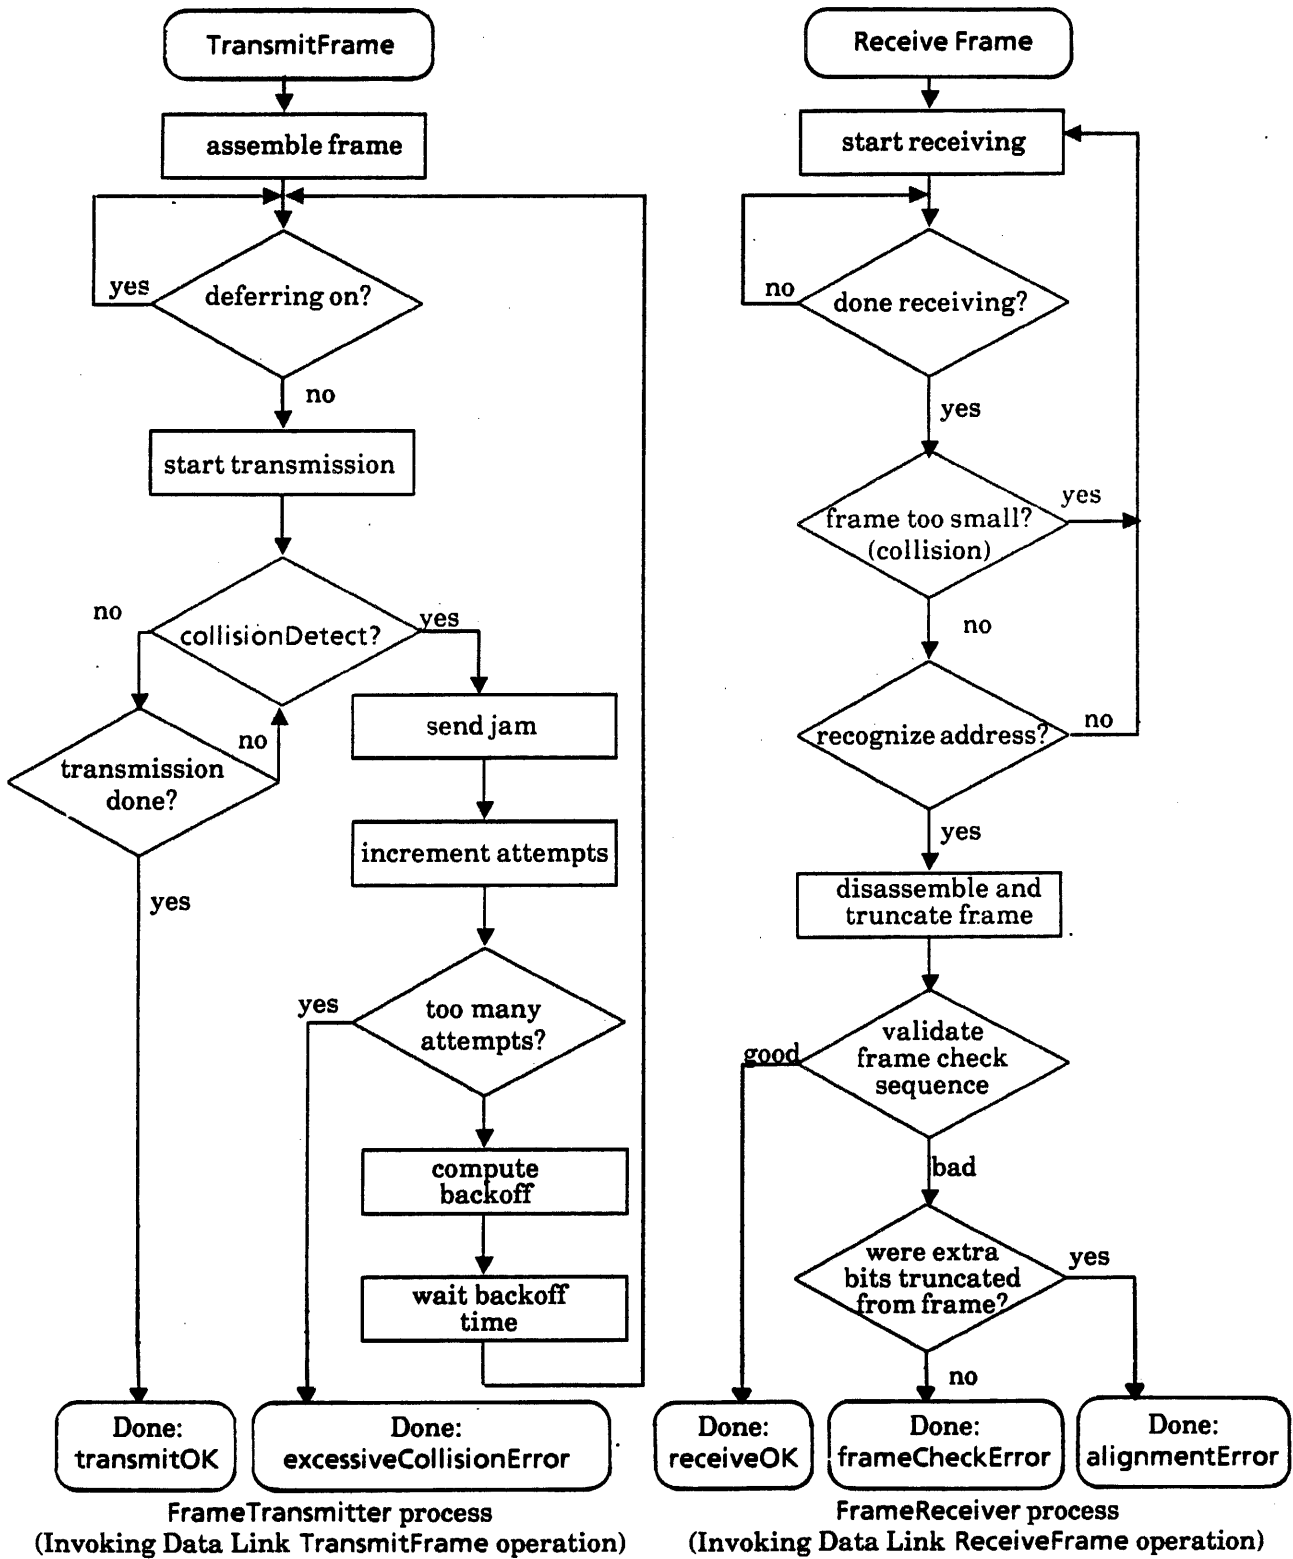 TransmitFrame
assemble frame
deferring on?
yes
no
start transmission
collisionDetect?
no
yes
transmission
done?
no
yes
send jam
increment attempts
too many
attempts?
yes
compute
backoff
wait backoff
time
Done:
transmitOK
Done:
excessiveCollisionError
FrameTransmitter process
(Invoking Data Link TransmitFrame operation)
Receive Frame
start receiving
done receiving?
no
yes
frame too small?
(collision)
yes
no
recognize address?
no
yes
disassemble and
truncate frame
validate
frame check
sequence
good
bad
were extra
bits truncated
from frame?
yes
no
Done:
receiveOK
Done:
frameCheckError
Done:
alignmentError
FrameReceiver process
(Invoking Data Link ReceiveFrame operation)